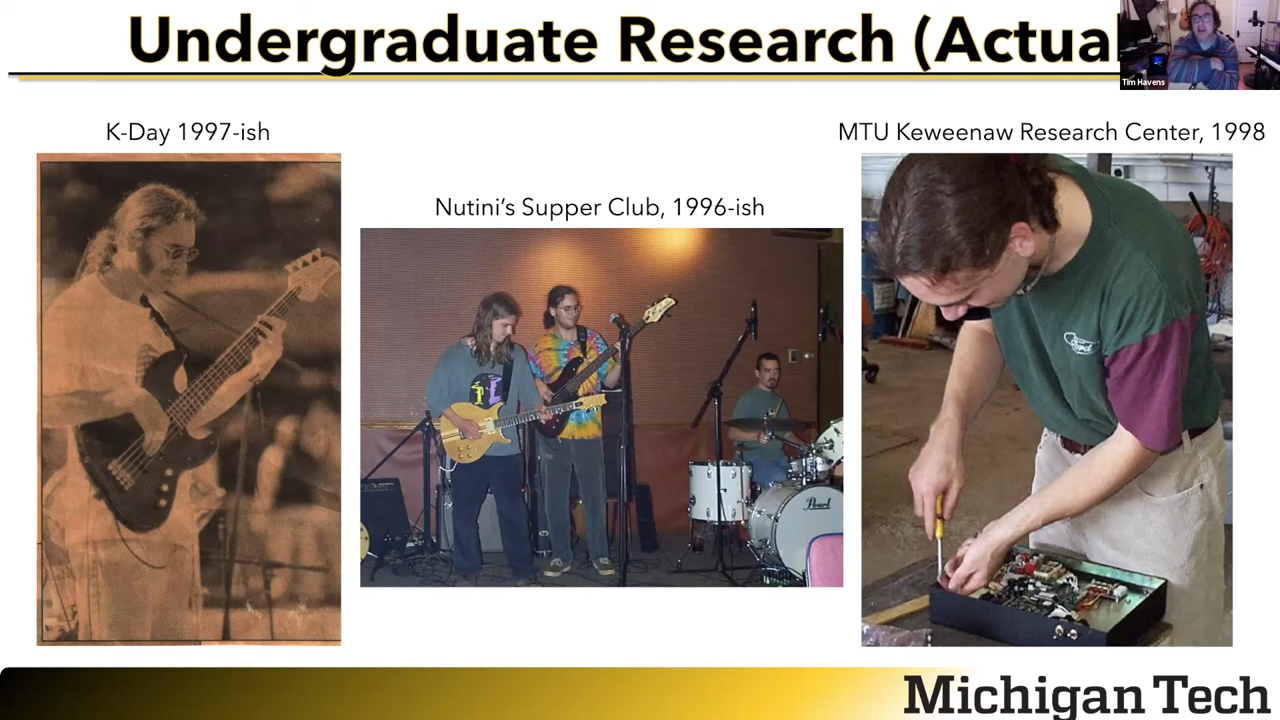 Undergraduate Research (Actual
Tim Havens
K-Day 1997-ish
MTU Keweenaw Research Center, 1998
Nutini's Supper Club, 1996-ish
Ford
Pearl
Michigan Tech